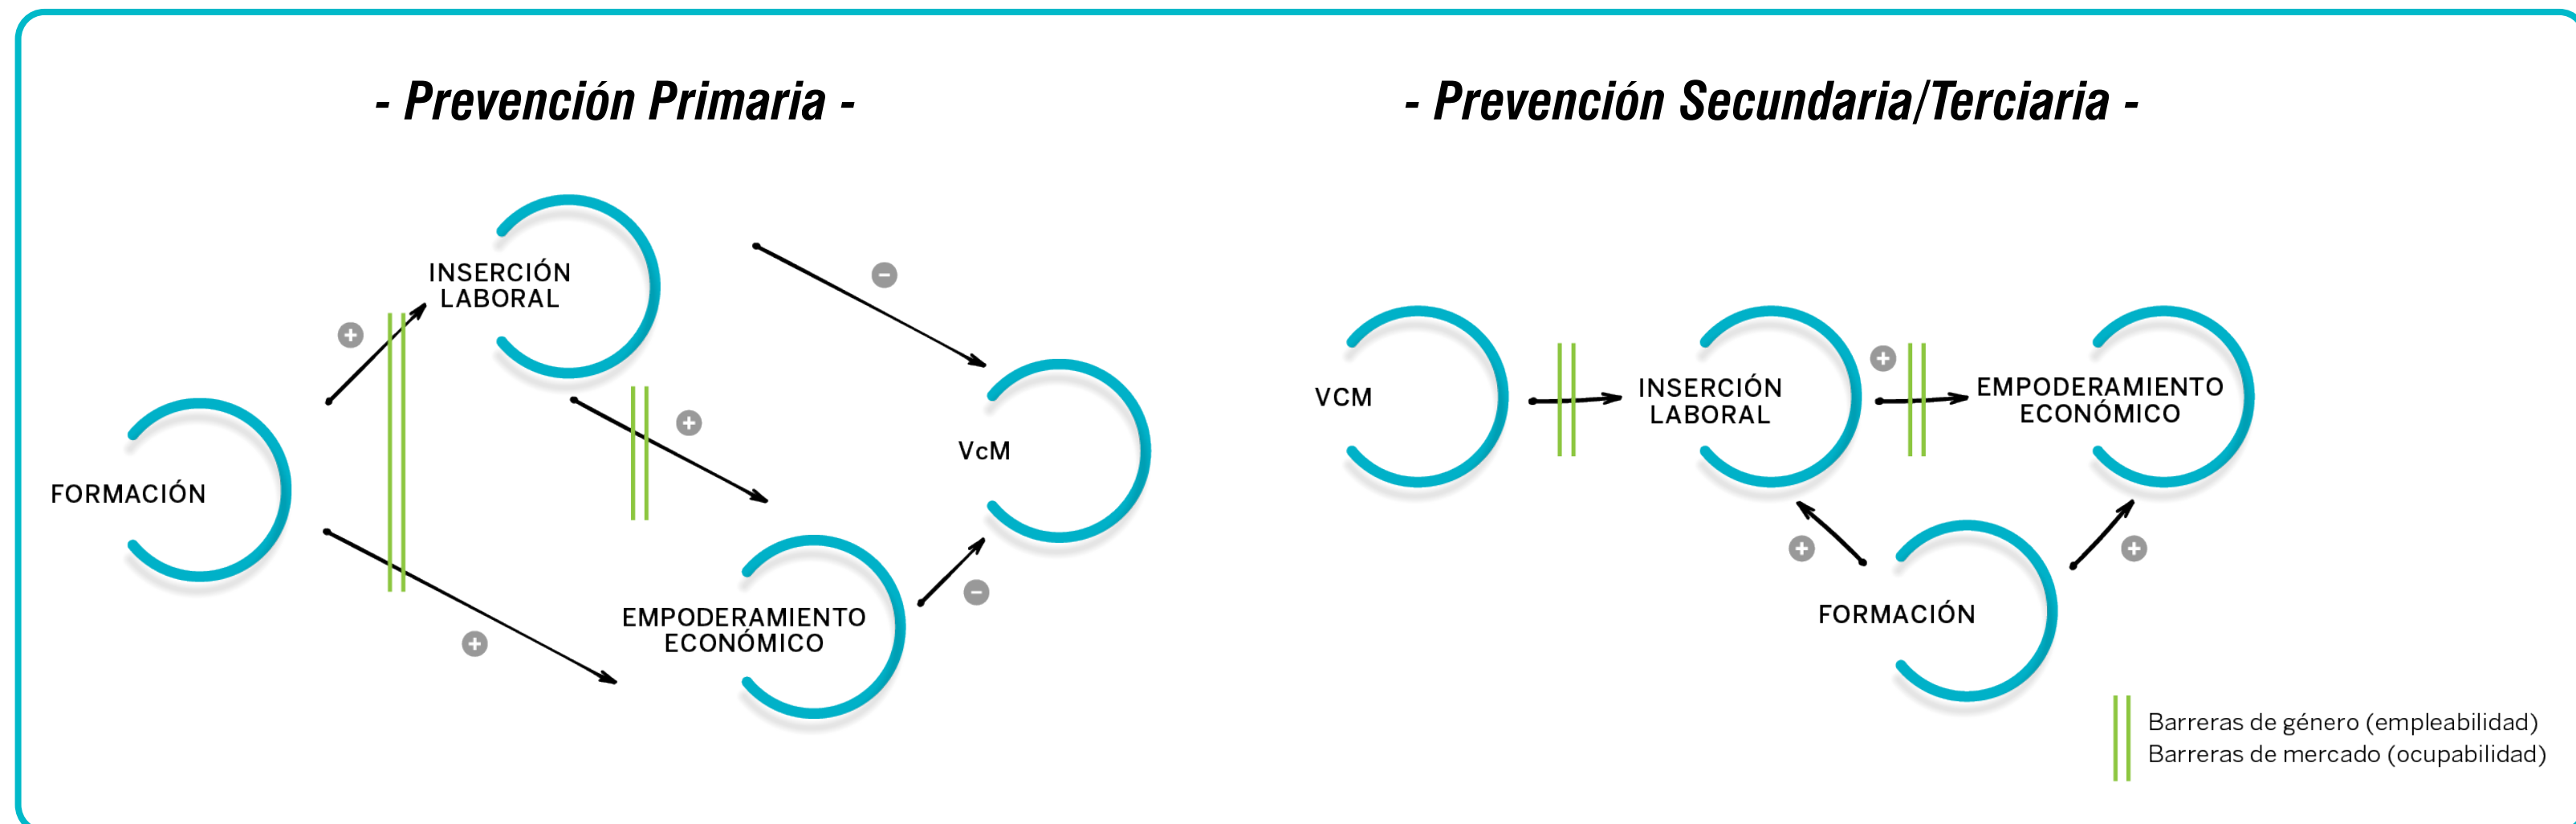 - Prevención Primaria -
INSERCIÓN
LABORAL
FORMACIÓN
VcM
EMPODERAMIENTO
ECONÓMICO
- Prevención Secundaria/Terciaria -
VCM
INSERCIÓN
LABORAL
EMPODERAMIENTO
ECONÓMICO
FORMACIÓN
Barreras de género (empleabilidad)
Barreras de mercado (ocupabilidad)